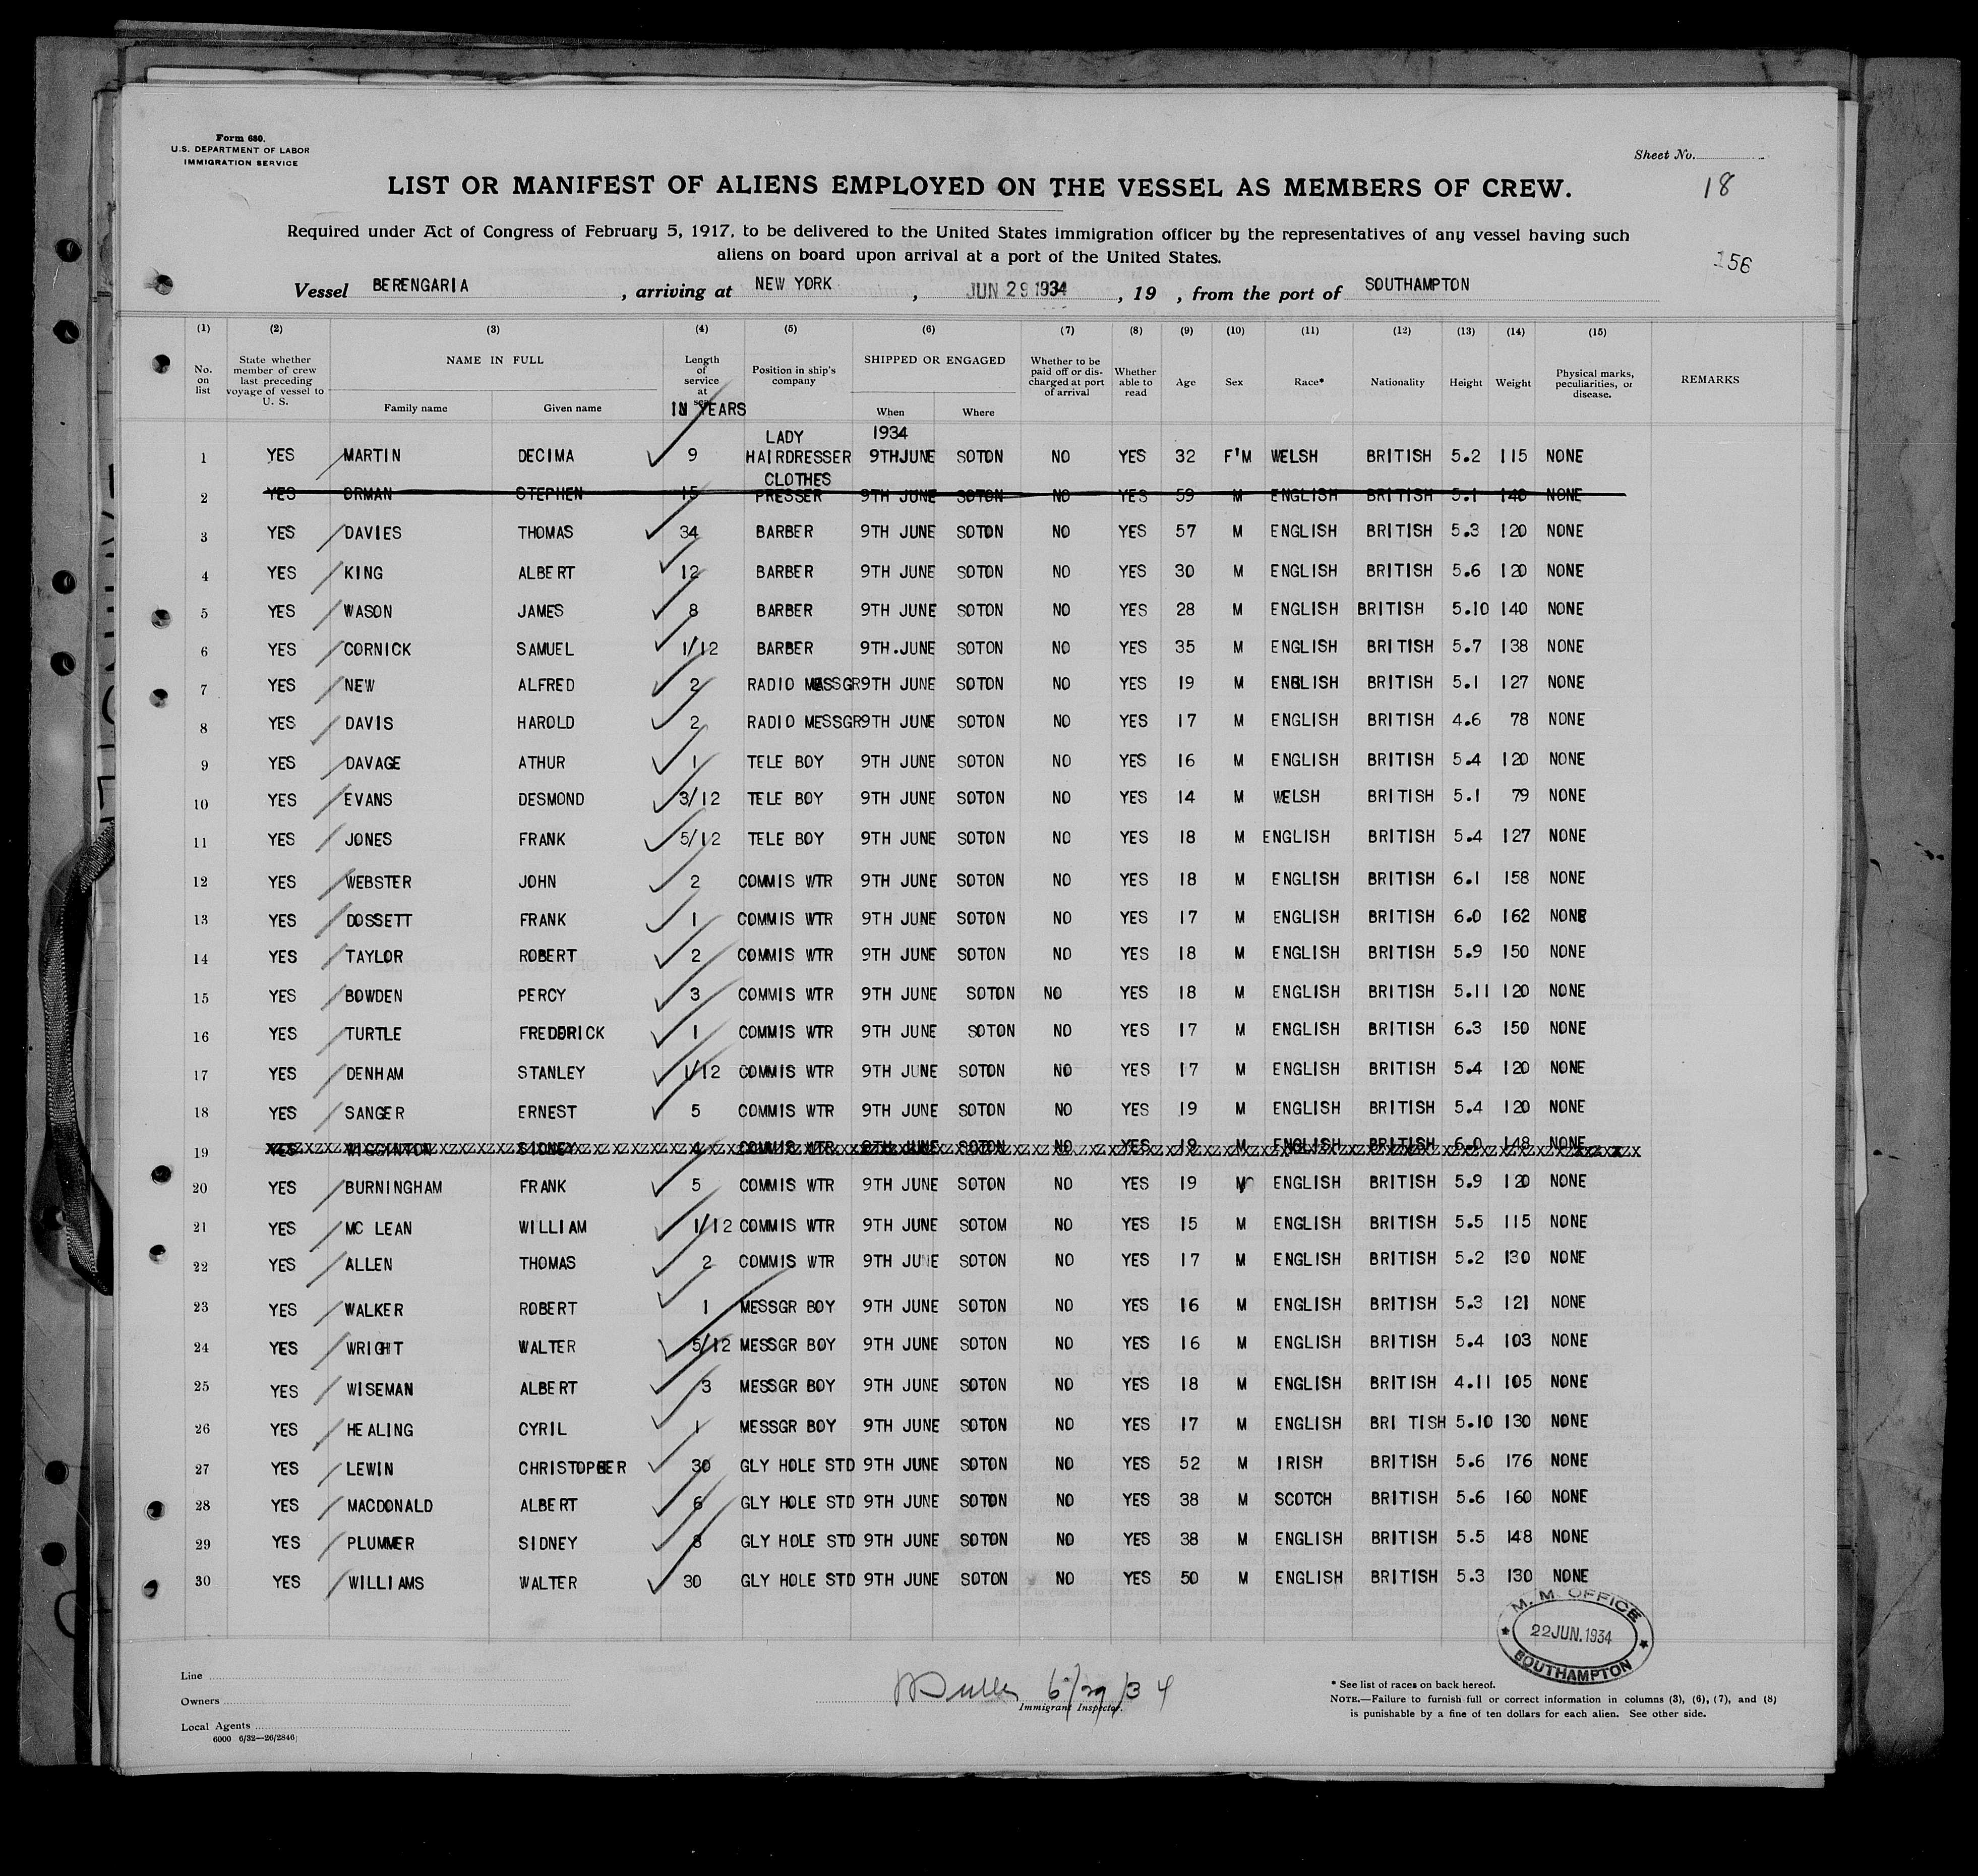 Form 680.
U.S. DEPARTMENT OF LABOR
IMMIGRATION SERVICE
Sheet No.
18
LIST OR MANIFEST OF ALIENS EMPLOYED ON THE VESSEL AS MEMBERS OF CREW.
Required under Act of Congress of February 5, 1917, to be delivered to the United States immigration officer by the representatives of any vessel having such
aliens on board upon arrival at a port of the United States.
156
Vessel BERENGARIA, arriving at NEW YORK, JUN 29 1934, 19 , from the port of SOUTHAMPTON
(1) (2) (3) (4) (5) (6) (7) (8) (9) (10) (11) (12) (13) (14) (15)
No. on list State whether member of crew last preceding voyage of vessel to U. S. NAME IN FULL Family name Given name Length of service at sea IN YEARS Position in ship's company SHIPPED OR ENGAGED When Where Whether to be paid off or discharged at port of arrival Whether able to read Age Sex Race* Nationality Height Weight Physical marks, peculiarities, or disease. REMARKS
1934
1 YES MARTIN DECIMA 9 LADY HAIRDRESSER 9THJUNE SOTON NO YES 32 F'M WELSH BRITISH 5.2 115 NONE
2 YES ORMAN STEPHEN 15 CLOTHES PRESSER 9TH JUNE SOTON NO YES 59 M ENGLISH BRITISH 5.1 140 NONE
3 YES DAVIES THOMAS 34 BARBER 9TH JUNE SOTON NO YES 57 M ENGLISH BRITISH 5.3 120 NONE
4 YES KING ALBERT 12 BARBER 9TH JUNE SOTON NO YES 30 M ENGLISH BRITISH 5.6 120 NONE
5 YES WASON JAMES 8 BARBER 9TH JUNE SOTON NO YES 28 M ENGLISH BRITISH 5.10 140 NONE
6 YES CORNICK SAMUEL 1/12 BARBER 9TH.JUNE SOTON NO YES 35 M ENGLISH BRITISH 5.7 138 NONE
7 YES NEW ALFRED 2 RADIO MESSGR 9TH JUNE SOTON NO YES 19 M ENGLISH BRITISH 5.1 127 NONE
8 YES DAVIS HAROLD 2 RADIO MESSGR 9TH JUNE SOTON NO YES 17 M ENGLISH BRITISH 4.6 78 NONE
9 YES DAVAGE ATHUR 1 TELE BOY 9TH JUNE SOTON NO YES 16 M ENGLISH BRITISH 5.4 120 NONE
10 YES EVANS DESMOND 3/12 TELE BOY 9TH JUNE SOTON NO YES 14 M WELSH BRITISH 5.1 79 NONE
11 YES JONES FRANK 5/12 TELE BOY 9TH JUNE SOTON NO YES 18 M ENGLISH BRITISH 5.4 127 NONE
12 YES WEBSTER JOHN 2 COMMIS WTR 9TH JUNE SOTON NO YES 18 M ENGLISH BRITISH 6.1 158 NONE
13 YES DOSSETT FRANK 1 COMMIS WTR 9TH JUNE SOTON NO YES 17 M ENGLISH BRITISH 6.0 162 NONE
14 YES TAYLOR ROBERT 2 COMMIS WTR 9TH JUNE SOTON NO YES 18 M ENGLISH BRITISH 5.9 150 NONE
15 YES BOWDEN PERCY 3 COMMIS WTR 9TH JUNE SOTON NO YES 18 M ENGLISH BRITISH 5.11 120 NONE
16 YES TURTLE FREDERICK 1 COMMIS WTR 9TH JUNE SOTON NO YES 17 M ENGLISH BRITISH 6.3 150 NONE
17 YES DENHAM STANLEY 1/12 COMMIS WTR 9TH JUNE SOTON NO YES 17 M ENGLISH BRITISH 5.4 120 NONE
18 YES SANGER ERNEST 5 COMMIS WTR 9TH JUNE SOTON NO YES 19 M ENGLISH BRITISH 5.4 120 NONE
19 YES WIGGINTON SIDNEY 4 COMMIS WTR 9TH JUNE SOTON NO YES 19 M ENGLISH BRITISH 6.0 148 NONE
20 YES BURNINGHAM FRANK 5 COMMIS WTR 9TH JUNE SOTON NO YES 19 M ENGLISH BRITISH 5.9 120 NONE
21 YES MC LEAN WILLIAM 1/12 COMMIS WTR 9TH JUNE SOTOM NO YES 15 M ENGLISH BRITISH 5.5 115 NONE
22 YES ALLEN THOMAS 2 COMMIS WTR 9TH JUNE SOTON NO YES 17 M ENGLISH BRITISH 5.2 130 NONE
23 YES WALKER ROBERT 1 MESSGR BOY 9TH JUNE SOTON NO YES 16 M ENGLISH BRITISH 5.3 121 NONE
24 YES WRIGHT WALTER 5/12 MESSGR BOY 9TH JUNE SOTON NO YES 16 M ENGLISH BRITISH 5.4 103 NONE
25 YES WISEMAN ALBERT 3 MESSGR BOY 9TH JUNE SOTON NO YES 18 M ENGLISH BRITISH 4.11 105 NONE
26 YES HEALING CYRIL 1 MESSGR BOY 9TH JUNE SOTON NO YES 17 M ENGLISH BRI TISH 5.10 130 NONE
27 YES LEWIN CHRISTOPHER 30 GLY HOLE STD 9TH JUNE SOTON NO YES 52 M IRISH BRITISH 5.6 176 NONE
28 YES MACDONALD ALBERT 6 GLY HOLE STD 9TH JUNE SOTON NO YES 38 M SCOTCH BRITISH 5.6 160 NONE
29 YES PLUMMER SIDNEY 8 GLY HOLE STD 9TH JUNE SOTON NO YES 38 M ENGLISH BRITISH 5.5 148 NONE
30 YES WILLIAMS WALTER 30 GLY HOLE STD 9TH JUNE SOTON NO YES 50 M ENGLISH BRITISH 5.3 130 NONE
M. M. OFFICE
22 JUN. 1934
SOUTHAMPTON
Line
Owners
Local Agents
6000 6/32—26/2846
6/29/34
Immigrant Inspector.
* See list of races on back hereof.
NOTE.—Failure to furnish full or correct information in columns (3), (6), (7), and (8)
is punishable by a fine of ten dollars for each alien. See other side.